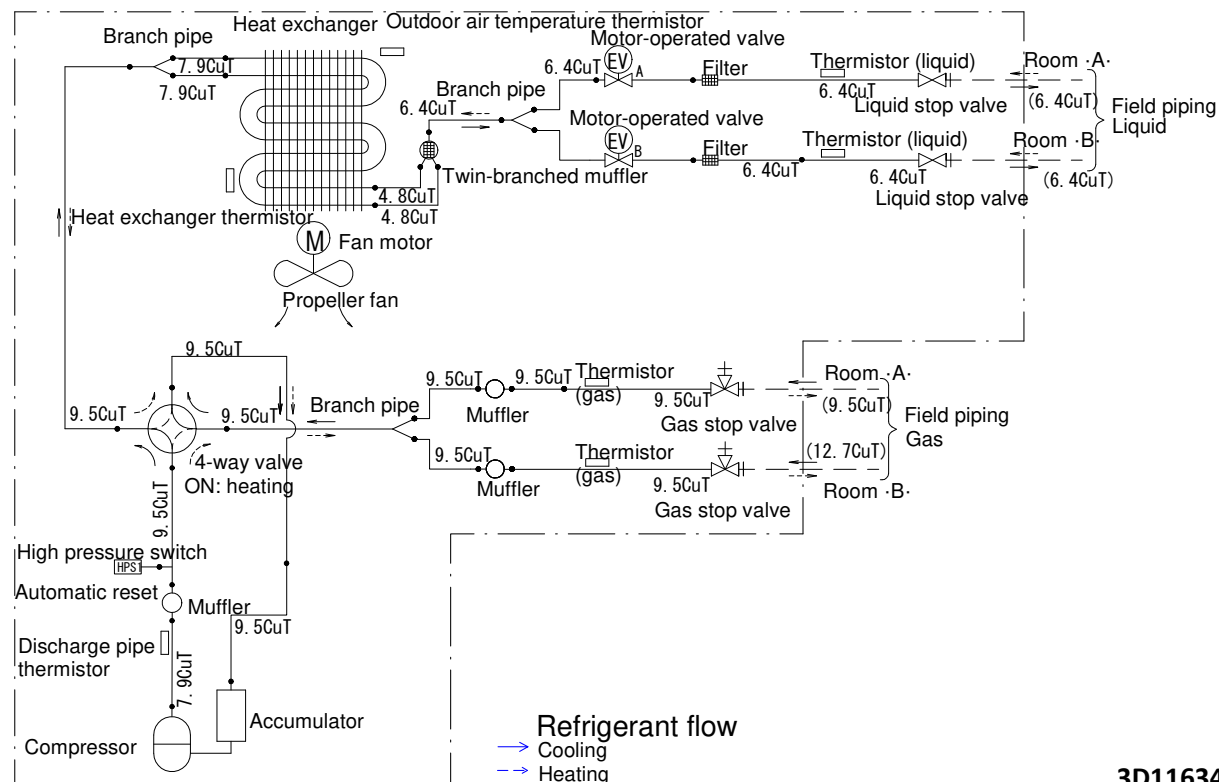 Heat exchanger
Outdoor air temperature thermistor
Branch pipe
7.9CuT
7.9CuT
Motor-operated valve
EV
A
6.4CuT
Filter
Thermistor (liquid)
6.4CuT
Liquid stop valve
Room ·A·
(6.4CuT)
Branch pipe
6.4CuT
Motor-operated valve
EV
B
Filter
6.4CuT
Thermistor (liquid)
6.4CuT
Liquid stop valve
Room ·B·
(6.4CuT)
Field piping
Liquid
Twin-branched muffler
4.8CuT
4.8CuT
Heat exchanger thermistor
M
Fan motor
Propeller fan
9.5CuT
9.5CuT
9.5CuT
4-way valve
ON: heating
Branch pipe
9.5CuT
Muffler
9.5CuT
Thermistor
(gas)
9.5CuT
Gas stop valve
Room ·A·
(9.5CuT)
9.5CuT
Muffler
Thermistor
(gas)
9.5CuT
Gas stop valve
(12.7CuT)
Room ·B·
Field piping
Gas
9.5CuT
High pressure switch
HPS1
Automatic reset
Muffler
9.5CuT
Discharge pipe
thermistor
7.9CuT
Accumulator
Compressor
Refrigerant flow
Cooling
Heating
3D11634